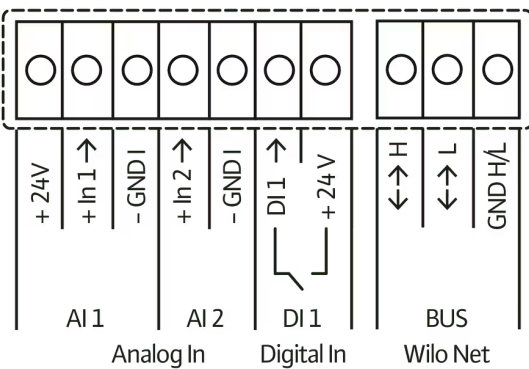 + 24V
+ In 1 →
– GND I
+ In 2 →
– GND I
DI 1 →
+ 24 V
↔ H
↔ L
GND H/L
AI 1
AI 2
DI 1
BUS
Analog In
Digital In
Wilo Net